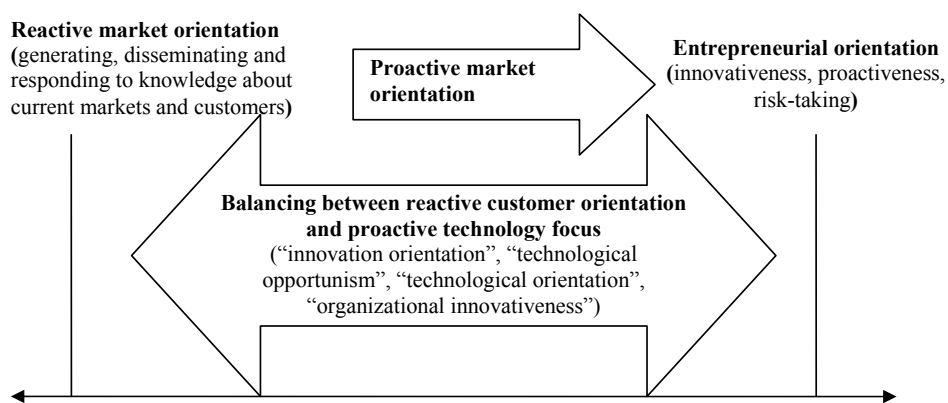 Reactive market orientation
(generating, disseminating and
responding to knowledge about
current markets and customers)
Proactive market
orientation
Entrepreneurial orientation
(innovativeness, proactiveness,
risk-taking)
Balancing between reactive customer orientation
and proactive technology focus
(“innovation orientation”, “technological
opportunism”, “technological orientation”,
“organizational innovativeness”)